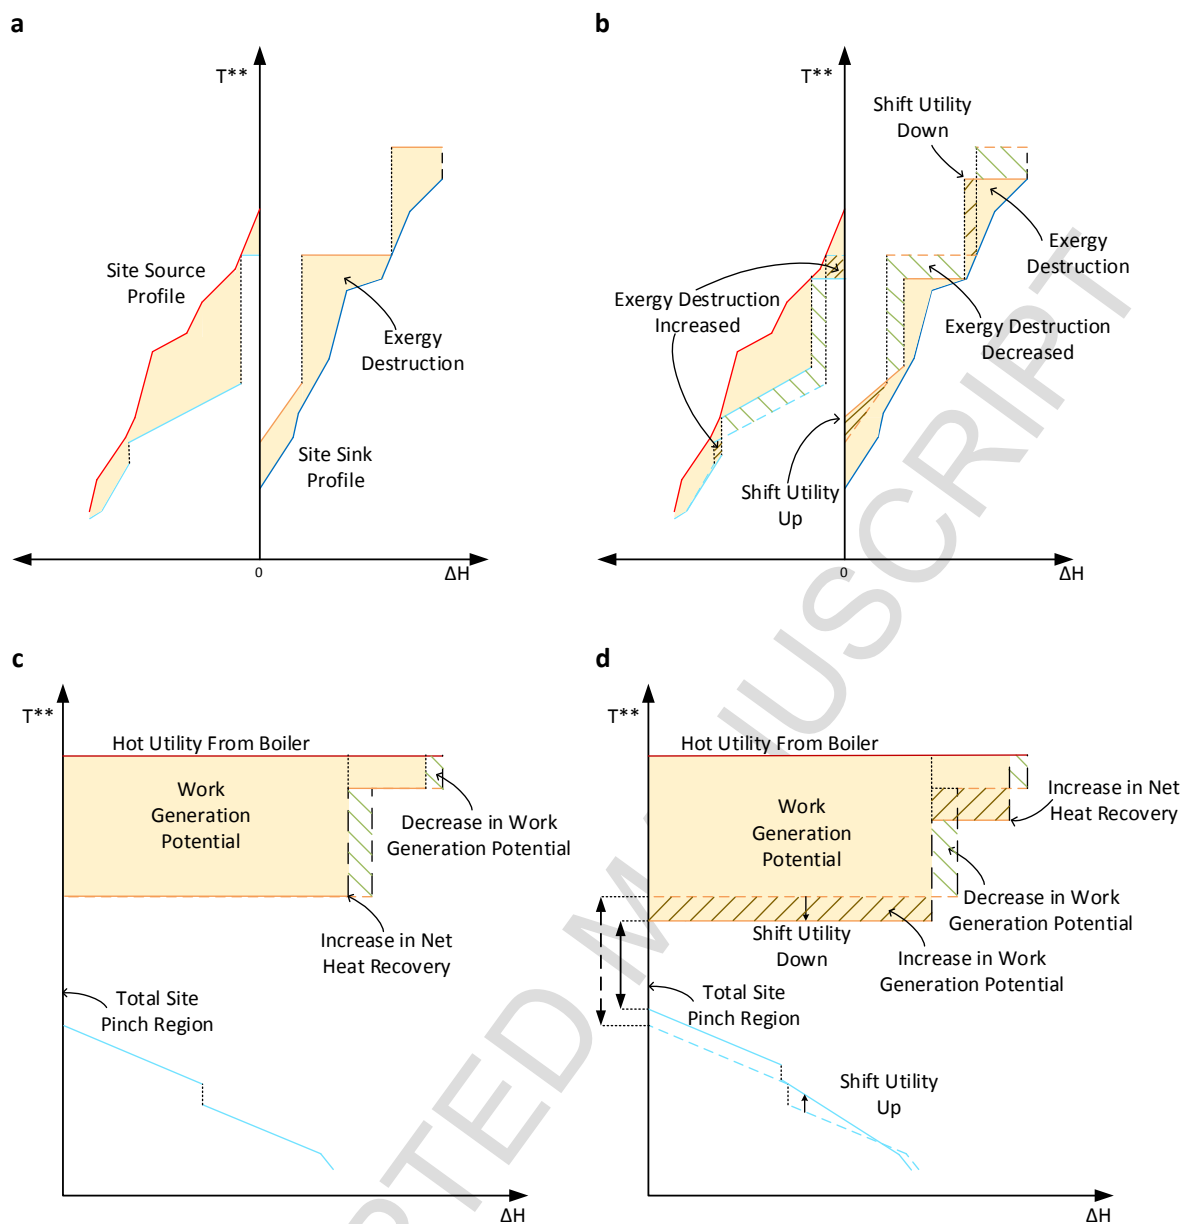 a
T**
Site Source
Profile
Exergy
Destruction
Site Sink
Profile
0
ΔH
b
T**
Shift Utility
Down
Exergy
Destruction
Exergy Destruction
Increased
Exergy Destruction
Decreased
Shift Utility
Up
0
ΔH
c
T**
Hot Utility From Boiler
Work
Generation
Potential
Decrease in Work
Generation Potential
Increase in Net
Heat Recovery
Total Site
Pinch Region
ΔH
d
T**
Hot Utility From Boiler
Work
Generation
Potential
Increase in Net
Heat Recovery
Decrease in Work
Generation Potential
Shift Utility
Down
Increase in Work
Generation Potential
Total Site
Pinch Region
Shift Utility
Up
ΔH